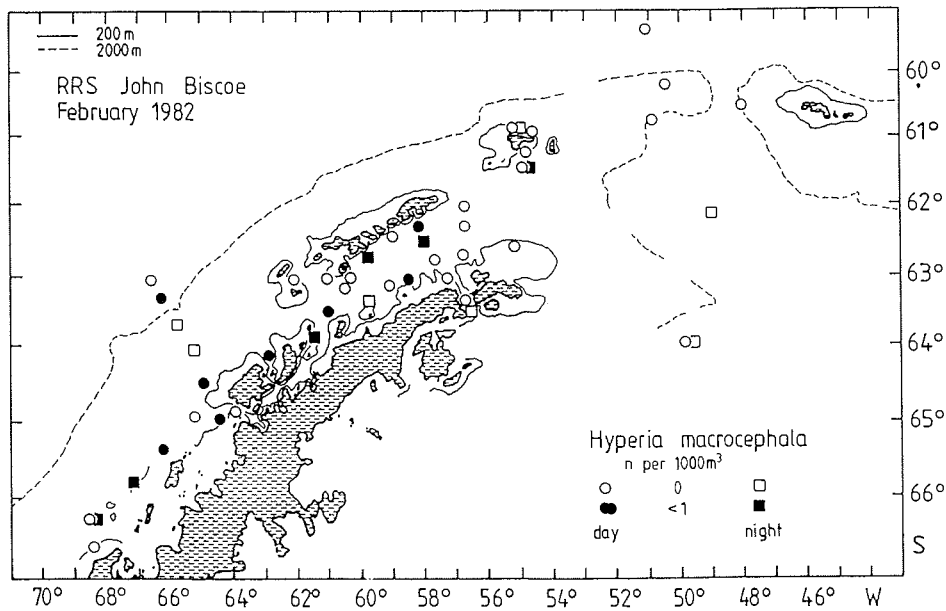 200 m
2000 m
RRS John Biscoe
February 1982
60°
61°
62°
63°
64°
65°
66°
S
Hyperia macrocephala
n per 1000m³
0
<1
day night
70° 68° 66° 64° 62° 60° 58° 56° 54° 52° 50° 48° 46° W